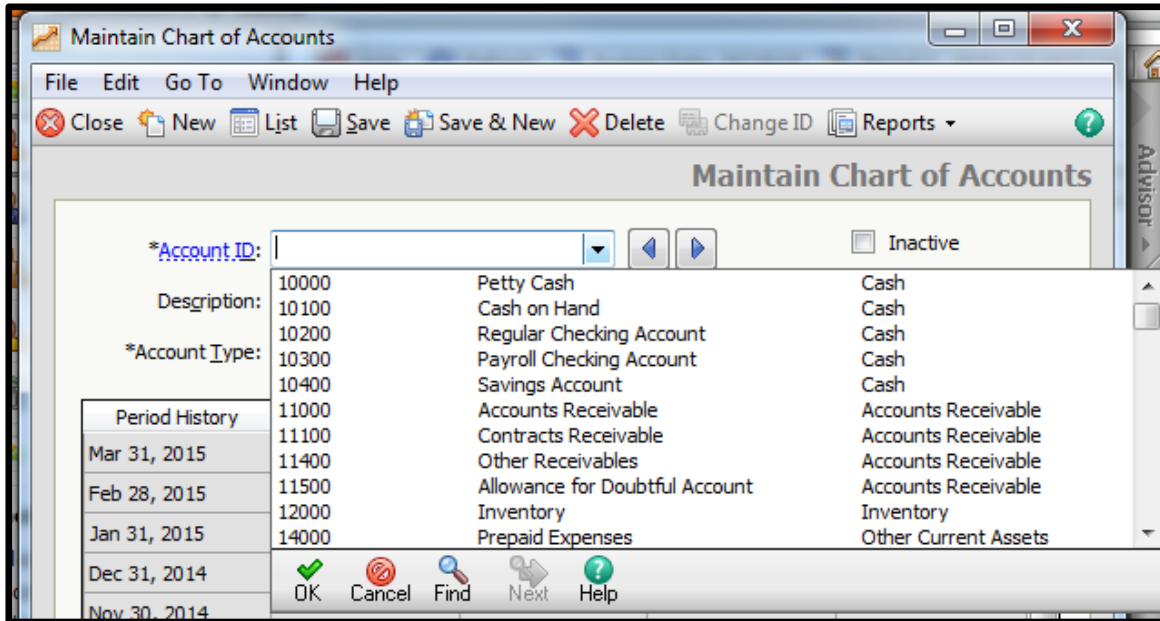 Maintain Chart of Accounts
File Edit Go To Window Help
Close New List Save Save & New Delete Change ID Reports
Maintain Chart of Accounts
Advisor
*Account ID: Inactive
10000 Petty Cash Cash
Description: 10100 Cash on Hand Cash
10200 Regular Checking Account Cash
*Account Type: 10300 Payroll Checking Account Cash
10400 Savings Account Cash
Period History 11000 Accounts Receivable Accounts Receivable
11100 Contracts Receivable Accounts Receivable
Mar 31, 2015 11400 Other Receivables Accounts Receivable
Feb 28, 2015 11500 Allowance for Doubtful Account Accounts Receivable
12000 Inventory Inventory
Jan 31, 2015 14000 Prepaid Expenses Other Current Assets
Dec 31, 2014
OK Cancel Find Next Help
Nov 30, 2014